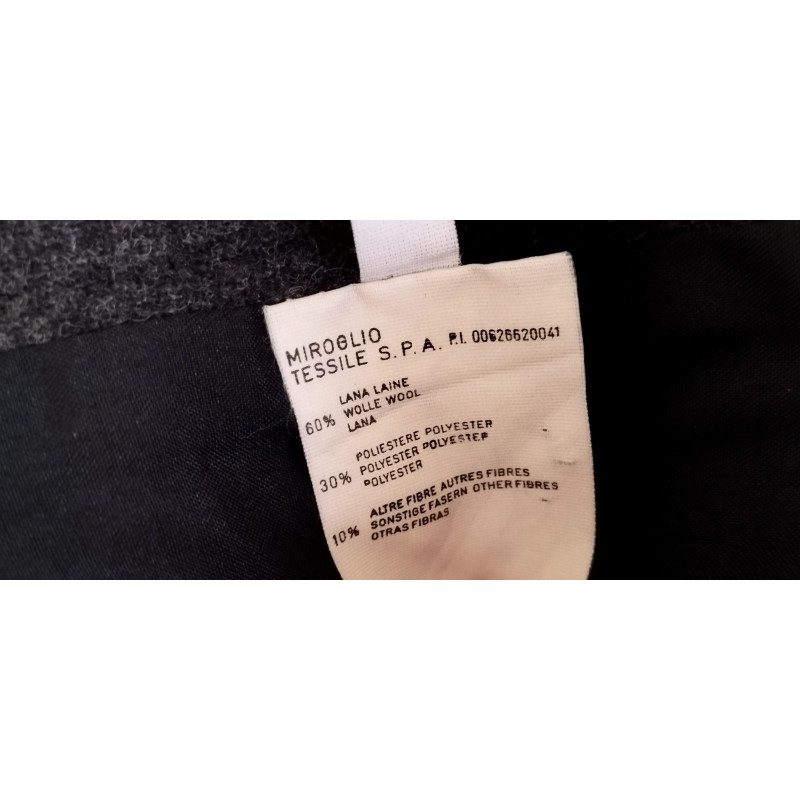 MIROGLIO
TESSILE S.P.A. P.I. 00626620041
LANA LAINE
60% WOLLE WOOL
LANA
POLIESTERE POLYESTER
30% POLYESTER POLYESTER
POLYESTER
ALTRE FIBRE AUTRES FIBRES
10% SONSTIGE FASERN OTHER FIBRES
OTRAS FIBRAS